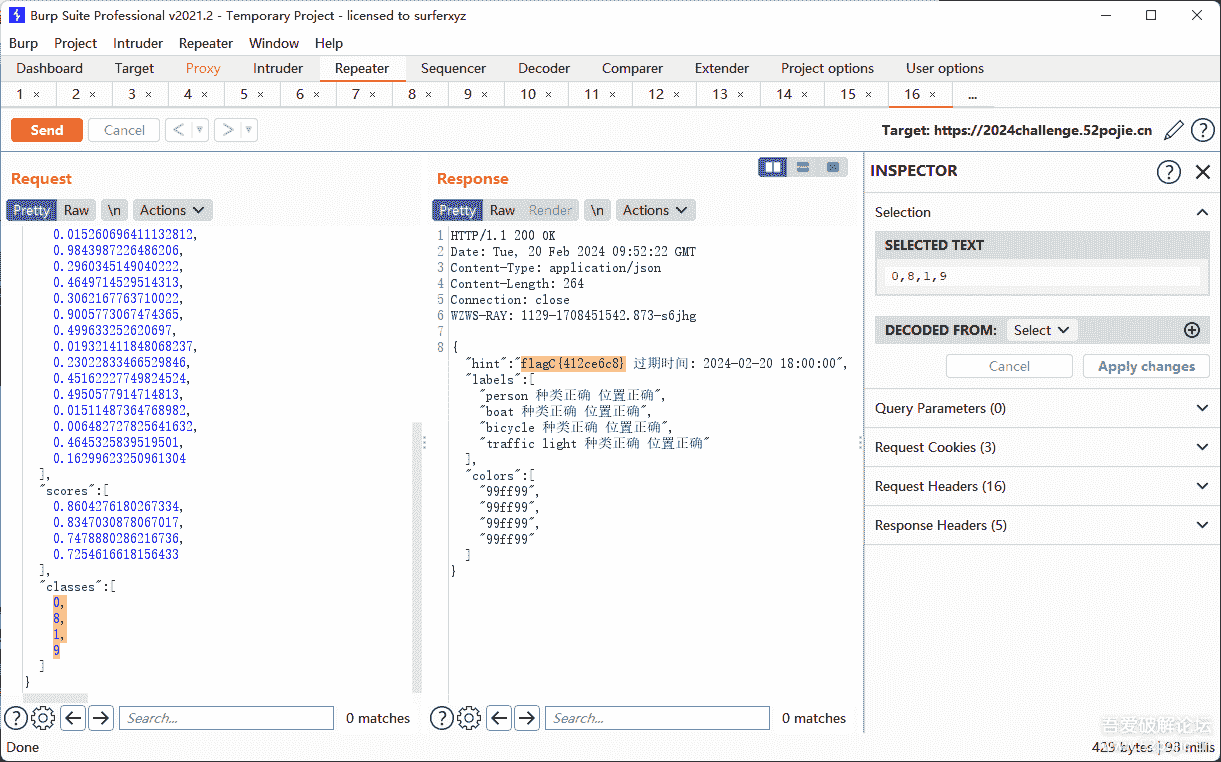 Burp Suite Professional v2021.2 - Temporary Project - licensed to surferxyz
Burp Project Intruder Repeater Window Help
Dashboard Target Proxy Intruder Repeater Sequencer Decoder Comparer Extender Project options User options
1 × 2 × 3 × 4 × 5 × 6 × 7 × 8 × 9 × 10 × 11 × 12 × 13 × 14 × 15 × 16 × ...
Send Cancel < > Target: https://2024challenge.52pojie.cn
Request
Pretty Raw \n Actions
0.015260696411132812,
0.9843987226486206,
0.2960345149040222,
0.4649714529514313,
0.3062167763710022,
0.9005773067474365,
0.499633252620697,
0.019321411848068237,
0.23022833466529846,
0.45162227749824524,
0.4950577914714813,
0.01511487364768982,
0.006482727825641632,
0.4645325839519501,
0.16299623250961304
],
"scores":[
0.8604276180267334,
0.8347030878067017,
0.7478880286216736,
0.7254616618156433
],
"classes":[
0,
8,
1,
9
]
}
Search... 0 matches
Response
Pretty Raw Render \n Actions
1 HTTP/1.1 200 OK
2 Date: Tue, 20 Feb 2024 09:52:22 GMT
3 Content-Type: application/json
4 Content-Length: 264
5 Connection: close
6 WZWS-RAY: 1129-1708451542.873-s6jhg
7
8 {
"hint":"flagC{412ce6c8} 过期时间: 2024-02-20 18:00:00",
"labels":[
"person 种类正确 位置正确",
"boat 种类正确 位置正确",
"bicycle 种类正确 位置正确",
"traffic light 种类正确 位置正确"
],
"colors":[
"99ff99",
"99ff99",
"99ff99",
"99ff99"
]
}
Search... 0 matches
INSPECTOR
Selection
SELECTED TEXT
0,8,1,9
DECODED FROM: Select
Cancel Apply changes
Query Parameters (0)
Request Cookies (3)
Request Headers (16)
Response Headers (5)
吾爱破解论坛
Done
429 bytes | 93 millis